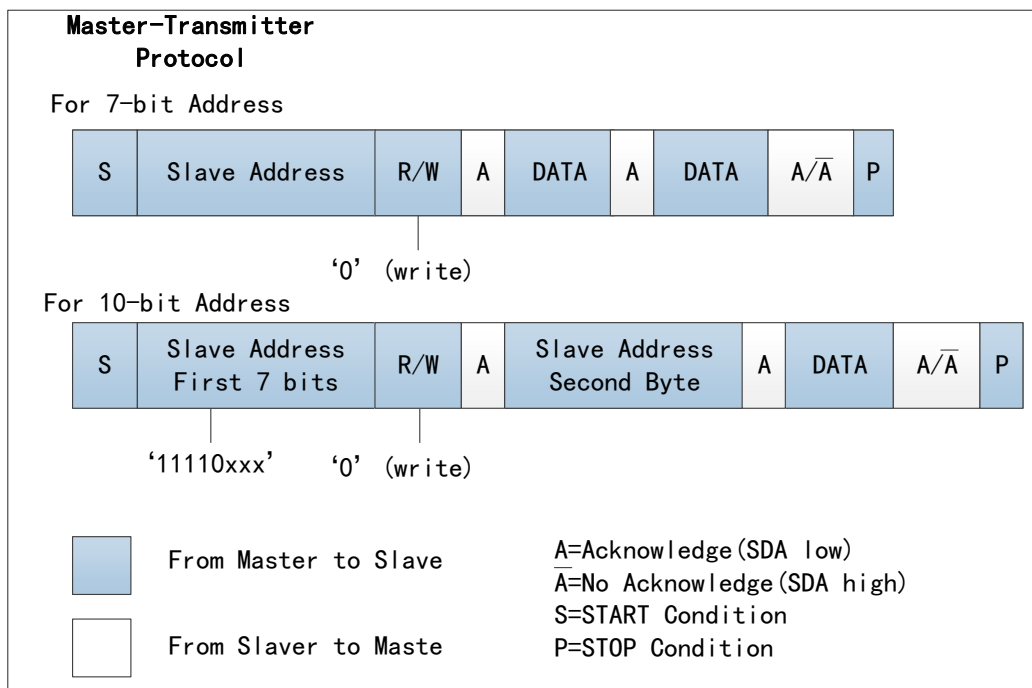 Master-Transmitter
Protocol
For 7-bit Address
S Slave Address R/W A DATA A DATA A/A̅ P
‘0’ (write)
For 10-bit Address
S Slave Address First 7 bits R/W A Slave Address Second Byte A DATA A/A̅ P
‘11110xxx’ ‘0’ (write)
From Master to Slave
From Slaver to Maste
A=Acknowledge(SDA low)
A̅=No Acknowledge(SDA high)
S=START Condition
P=STOP Condition